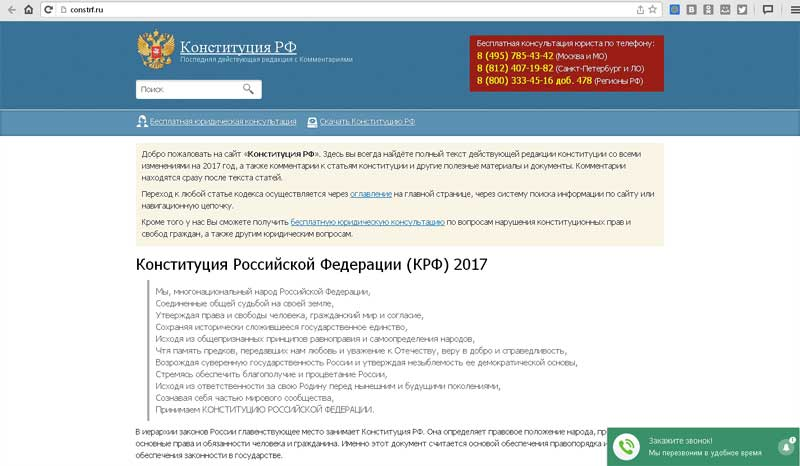 constrf.ru
Конституция РФ
Последняя действующая редакция с Комментариями
Поиск
Бесплатная консультация юриста по телефону:
8 (495) 785-43-42 (Москва и МО)
8 (812) 407-19-82 (Санкт-Петербург и ЛО)
8 (800) 333-45-16 доб. 478 (Регионы РФ)
Бесплатная юридическая консультация
Скачать Конституцию РФ
Добро пожаловать на сайт «Конституция РФ». Здесь вы всегда найдёте полный текст действующей редакции конституции со всеми
изменениями на 2017 год, а также комментарии к статьям конституции и другие полезные материалы и документы. Комментарии
находятся сразу после текста статей.
Переход к любой статье кодекса осуществляется через оглавление на главной странице, через систему поиска информации по сайту или
навигационную цепочку.
Кроме того у нас Вы сможете получить бесплатную юридическую консультацию по вопросам нарушения конституционных прав и
свобод граждан, а также другим юридическим вопросам.
Конституция Российской Федерации (КРФ) 2017
Мы, многонациональный народ Российской Федерации,
Соединенные общей судьбой на своей земле,
Утверждая права и свободы человека, гражданский мир и согласие,
Сохраняя исторически сложившееся государственное единство,
Исходя из общепризнанных принципов равноправия и самоопределения народов,
Чтя память предков, передавших нам любовь и уважение к Отечеству, веру в добро и справедливость,
Возрождая суверенную государственность России и утверждая незыблемость ее демократической основы,
Стремясь обеспечить благополучие и процветание России,
Исходя из ответственности за свою Родину перед нынешним и будущими поколениями,
Сознавая себя частью мирового сообщества,
Принимаем КОНСТИТУЦИЮ РОССИЙСКОЙ ФЕДЕРАЦИИ.
В иерархии законов России главенствующее место занимает Конституция РФ. Она определяет правовое положение народа,
основные права и обязанности человека и гражданина. Именно этот документ считается основой обеспечения правопорядка и
обеспечения законности в государстве.
Закажите звонок!
Мы перезвоним в удобное время
1